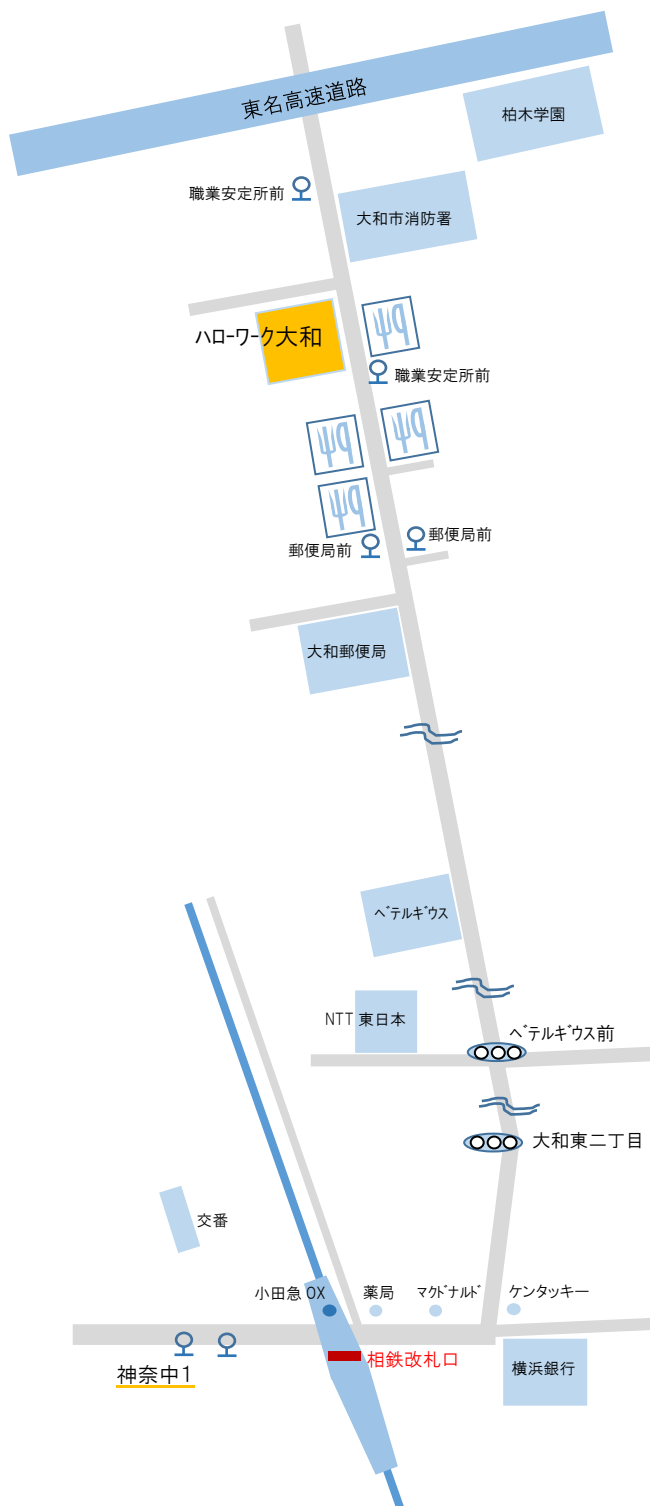 東名高速道路
柏木学園
職業安定所前
大和市消防署
ハローワーク大和
職業安定所前
郵便局前
郵便局前
大和郵便局
ベテルギウス
NTT 東日本
ベテルギウス前
大和東二丁目
交番
小田急 OX
薬局
マクドナルド
ケンタッキー
相鉄改札口
神奈中1
横浜銀行